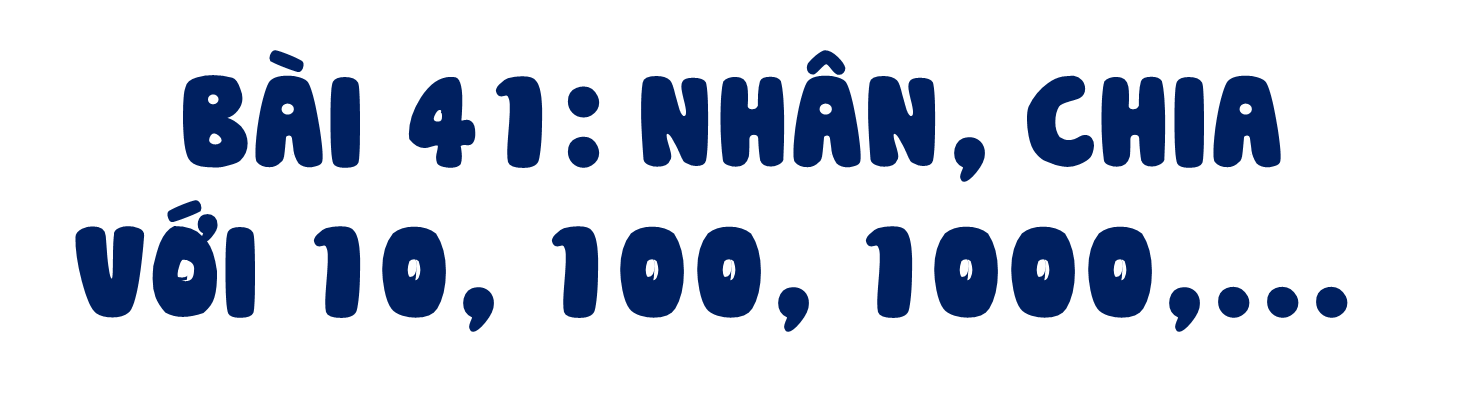 BÀI 41: NHÂN, CHIA
VỚI 10, 100, 1000,...